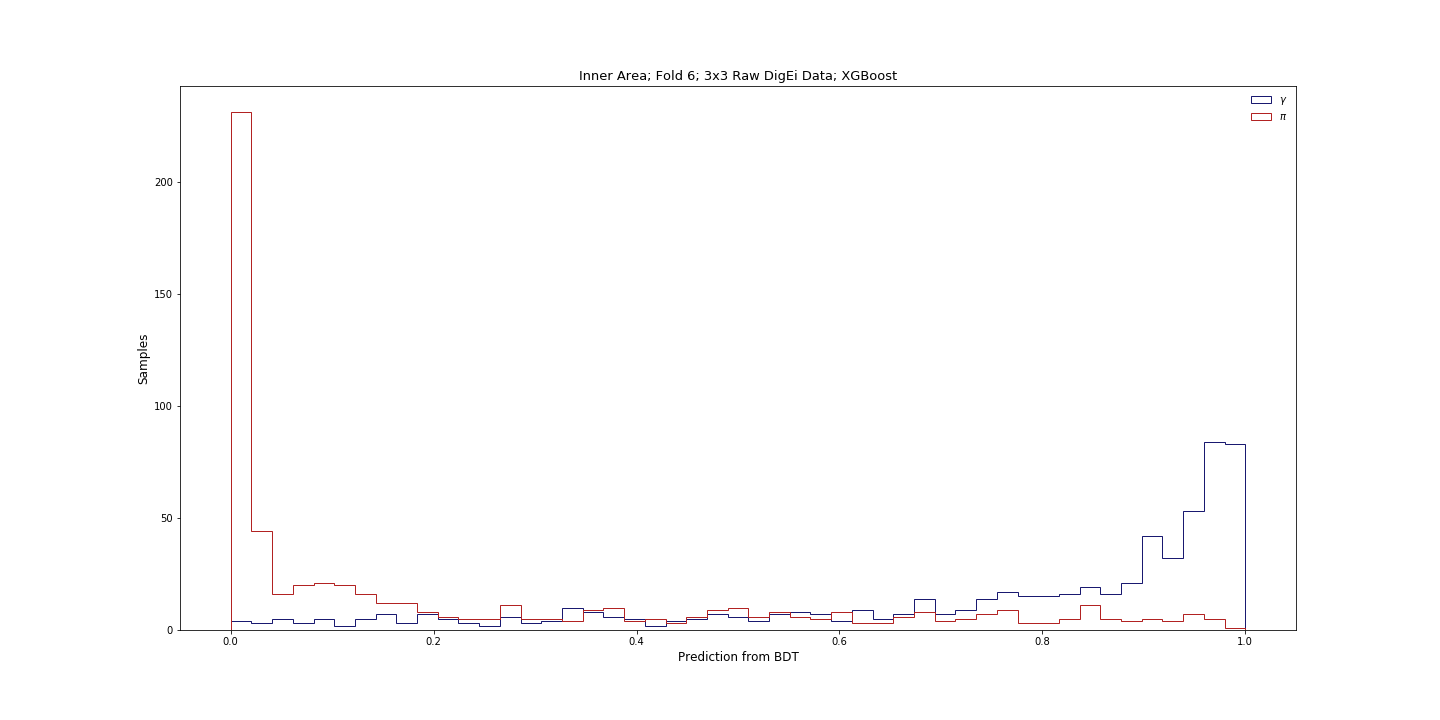 Inner Area; Fold 6; 3x3 Raw DigEi Data; XGBoost
γ
π
200
150
100
50
0
Samples
0.0 0.2 0.4 0.6 0.8 1.0
Prediction from BDT